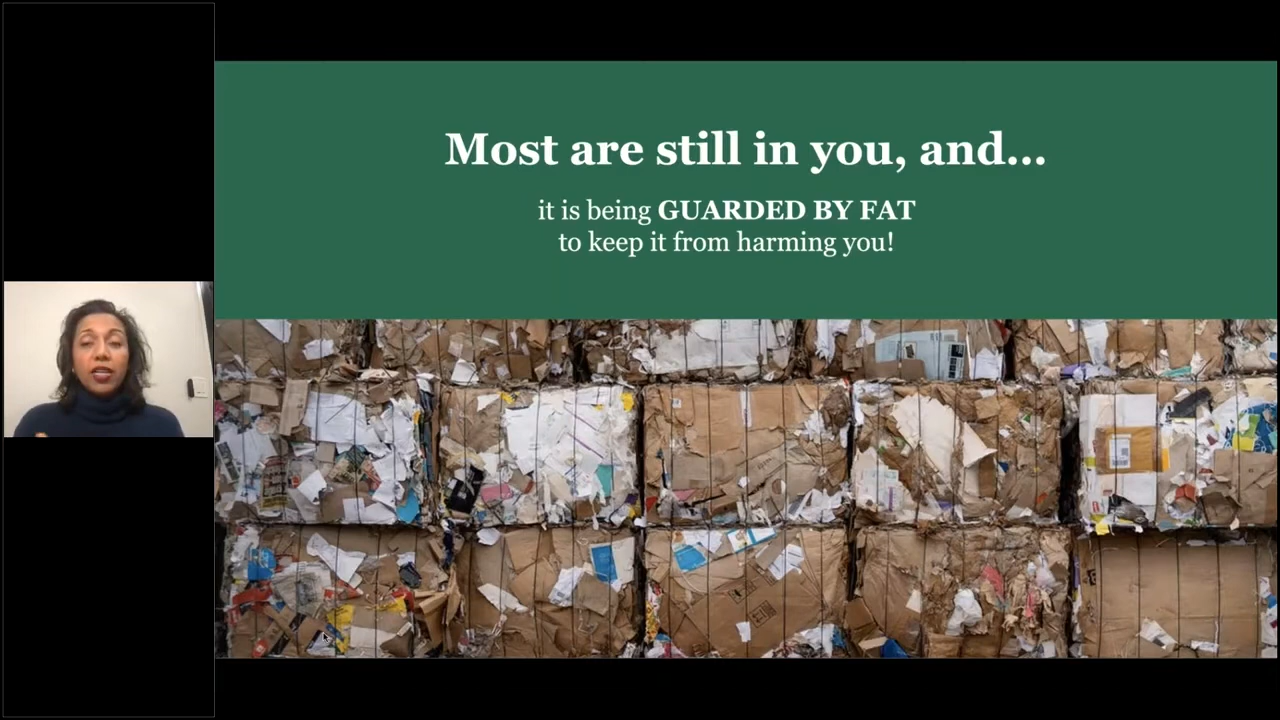 Most are still in you, and...
it is being GUARDED BY FAT
to keep it from harming you!